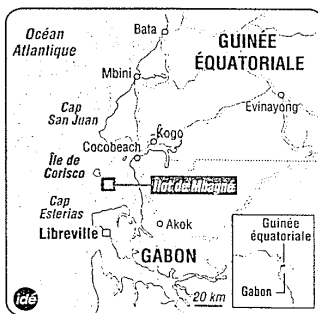 Océan
Atlantique
Bata
GUINÉE
ÉQUATORIALE
Mbini
Evinayong
Cap
San Juan
Kogo
Cocobeach
Île de
Corisco
Îlot de Mbagné
Cap
Esterias
Libreville
Akok
GABON
Guinée
équatoriale
Gabon
idé
20 km